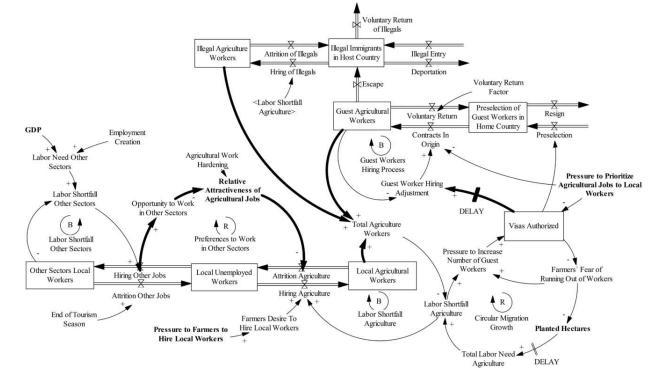 Voluntary Return
of Illegals
Illegal Agriculture
Workers
Attrition of Illegals
Hring of Illegals
Illegal Immigrants
in Host Country
Illegal Entry
Deportation
<Labor Shortfall
Agriculture>
Escape
Voluntary Return
Factor
Guest Agricultural
Workers
Voluntary Return
Contracts In
Origin
Preselection of
Guest Workers in
Home Country
Resign
Preselection
GDP
Employment
Creation
Labor Need Other
Sectors
Agricultural Work
Hardening
B
Guest Workers
Hiring Process
Relative
Attractiveness of
Agricultural Jobs
Guest Worker Hiring
Adjustment
Pressure to Prioritize
Agricultural Jobs to Local
Workers
Labor Shortfall
Other Sectors
Opportunity to Work
in Other Sectors
DELAY
B
Labor Shortfall
Other Sectors
R
Preferences to Work
in Other Sectors
Total Agriculture
Workers
Visas Authorized
Pressure to Increase
Number of Guest
Workers
Farmers´ Fear of
Running Out of Workers
Other Sectors Local
Workers
Hiring Other Jobs
Attrition Other Jobs
Local Unemployed
Workers
Attrition Agriculture
Hiring Agriculture
Local Agricultural
Workers
B
Labor Shortfall
Agriculture
Labor Shortfall
Agriculture
R
Circular Migration
Growth
End of Tourism
Season
Pressure to Farmers to
Hire Local Workers
Farmers Desire To
Hire Local Workers
Planted Hectares
Total Labor Need
Agriculture
DELAY